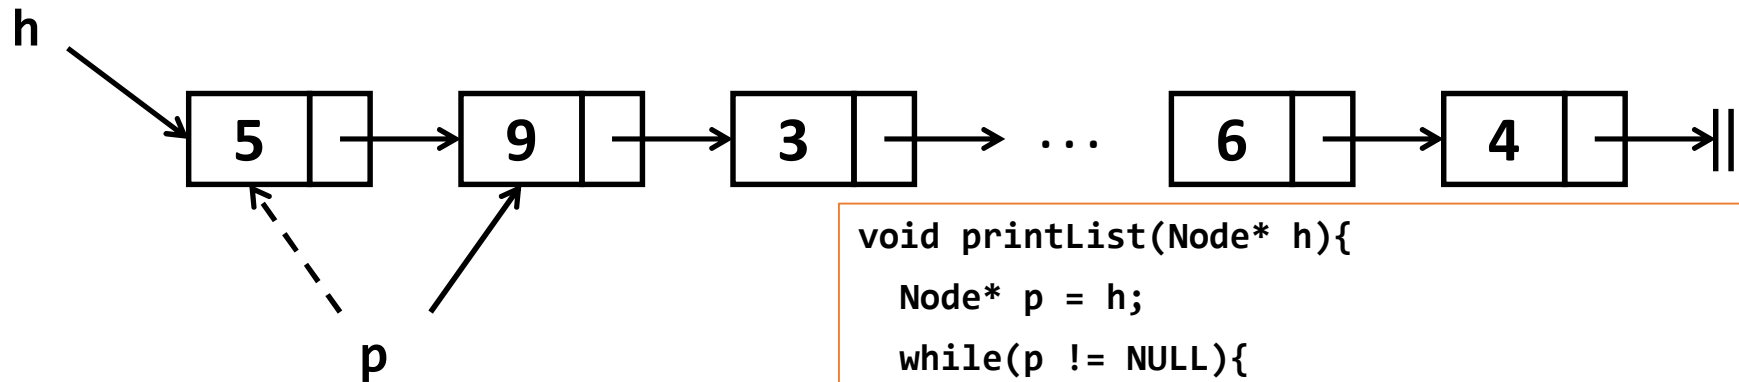 h
5 9 3 ... 6 4
p
void printList(Node* h){
Node* p = h;
while(p != NULL){